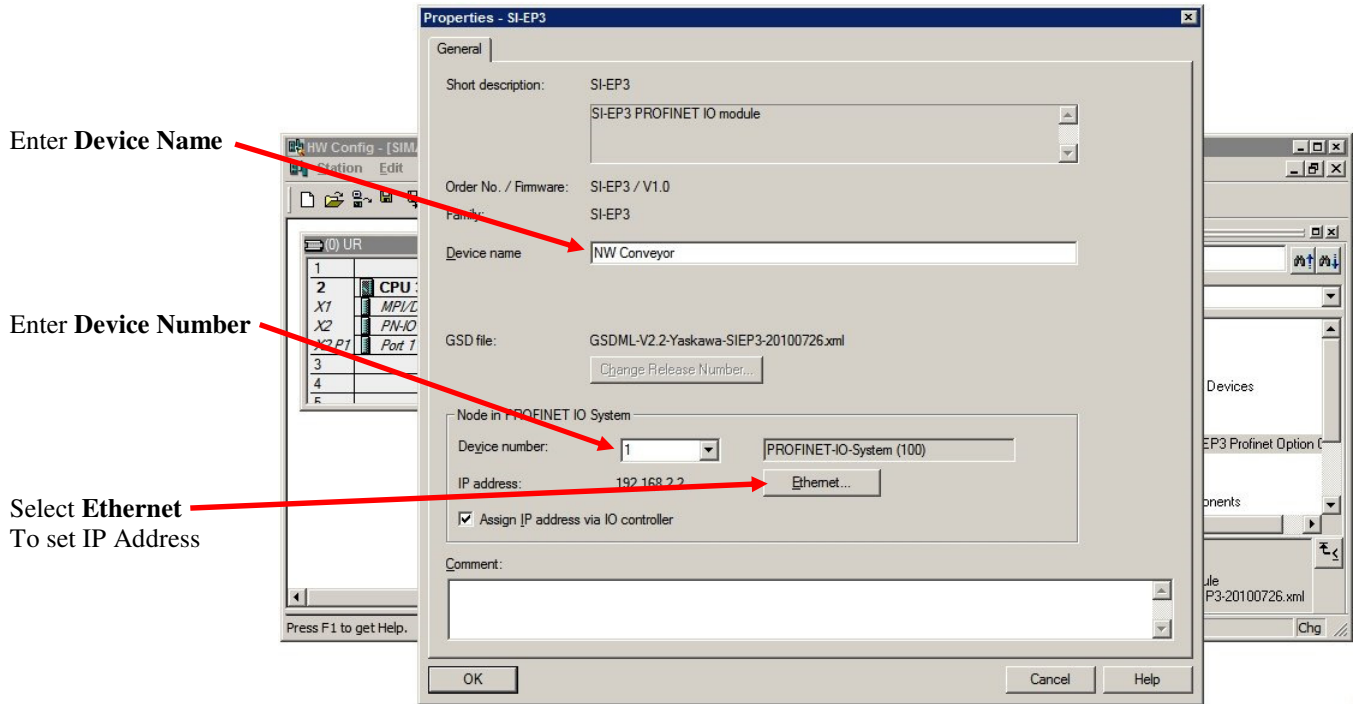 Properties - SI-EP3
General
Short description: SI-EP3
SI-EP3 PROFINET IO module
Order No. / Firmware: SI-EP3 / V1.0
Family: SI-EP3
Device name NW Conveyor
GSD file: GSDML-V2.2-Yaskawa-SIEP3-20100726.xml
Change Release Number...
Node in PROFINET IO System
Device number: 1 PROFINET-IO-System (100)
IP address: 192.168.2.2 Ethernet...
Assign IP address via IO controller
Comment:
OK Cancel Help
Enter Device Name
Enter Device Number
Select Ethernet
To set IP Address
HW Config - [SIM
Station Edit
(0) UR
1
2 CPU
X1 MPI/D
X2 PN-IO
X2 P1 Port 1
3
4
5
Press F1 to get Help.
Devices
EP3 Profinet Option
onents
ule
P3-20100726.xml
Chg